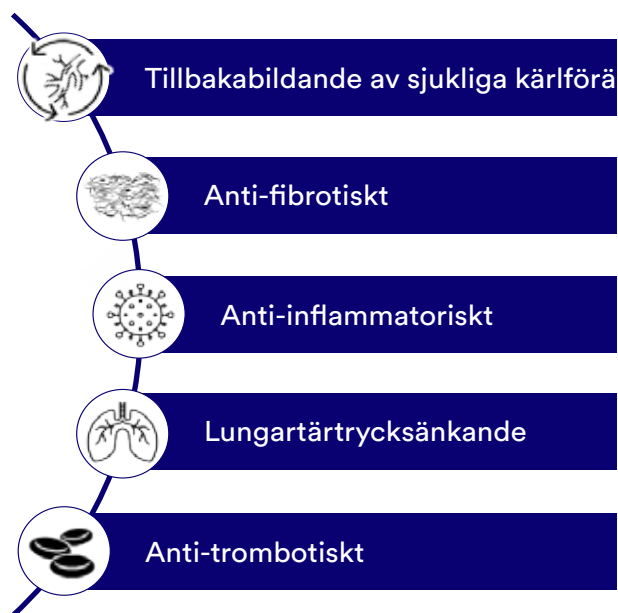 Tillbakabildande av sjukliga kärlförä
Anti-fibrotiskt
Anti-inflammatoriskt
Lungartärtrycksänkande
Anti-trombotiskt